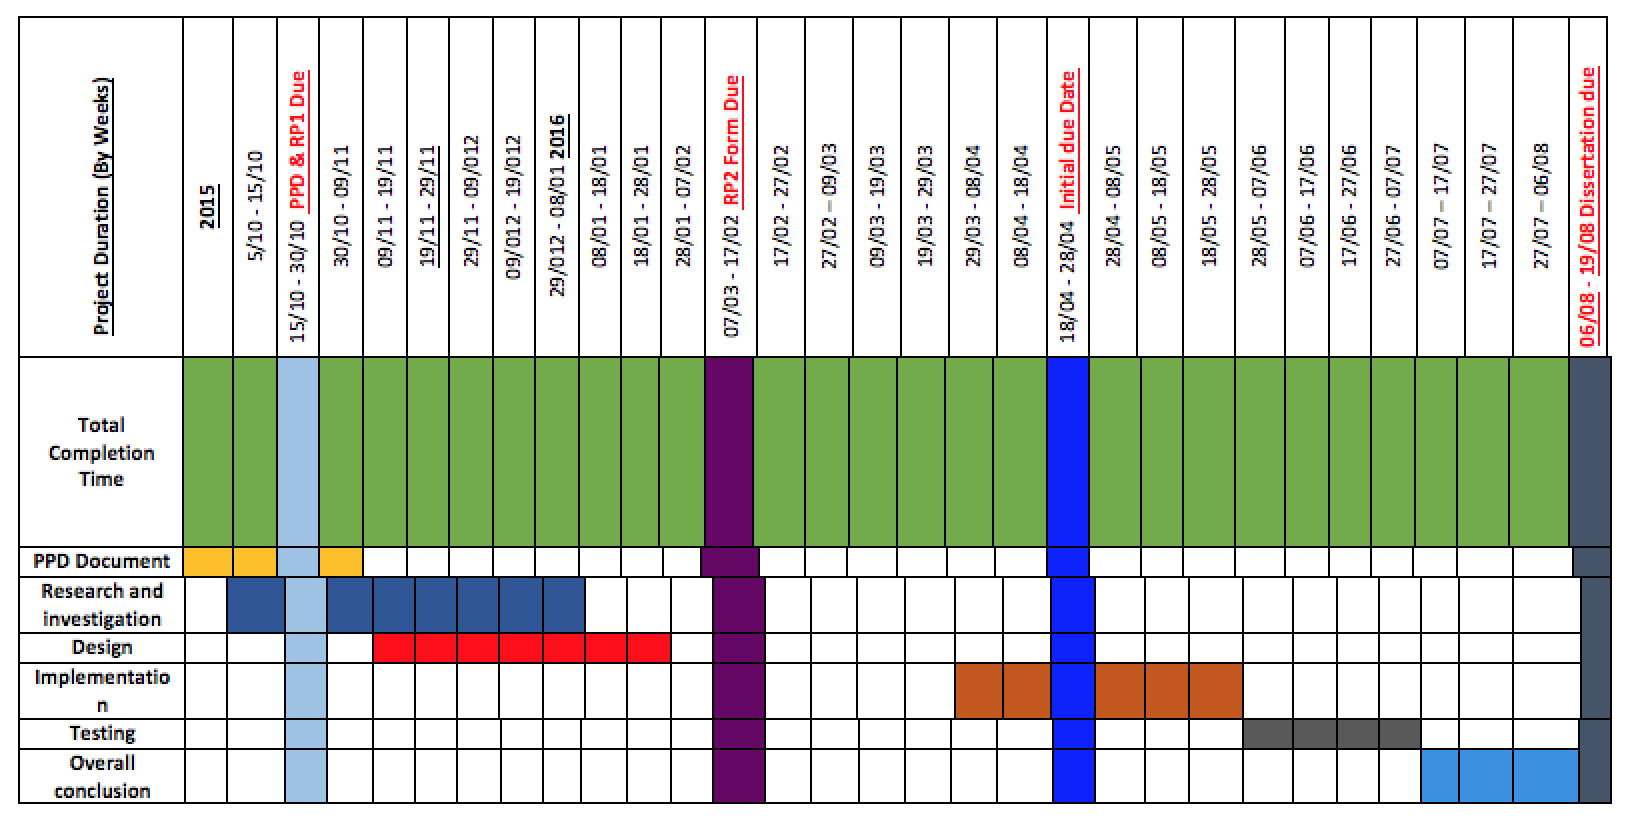 Project Duration (By Weeks)
2015
5/10 - 15/10
15/10 - 30/10 PPD & RP1 Due
30/10 - 09/11
09/11 - 19/11
19/11 - 29/11
29/11 - 09/012
09/012 - 19/012
29/012 - 08/01 2016
08/01 - 18/01
18/01 - 28/01
28/01 - 07/02
07/03 - 17/02 RP2 Form Due
17/02 - 27/02
27/02 – 09/03
09/03 - 19/03
19/03 - 29/03
29/03 - 08/04
08/04 - 18/04
18/04 - 28/04 Initial due Date
28/04 - 08/05
08/05 - 18/05
18/05 - 28/05
28/05 - 07/06
07/06 - 17/06
17/06 - 27/06
27/06 - 07/07
07/07 – 17/07
17/07 – 27/07
27/07 – 06/08
06/08 - 19/08 Dissertation due
Total
Completion
Time
PPD Document
Research and
investigation
Design
Implementatio
n
Testing
Overall
conclusion